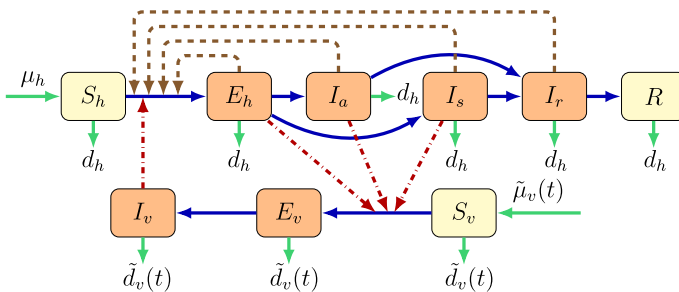 μ_h S_h E_h I_a d_h I_s I_r R
d_h d_h d_h d_h d_h
I_v E_v S_v μ̃_v(t)
d̃_v(t) d̃_v(t) d̃_v(t)